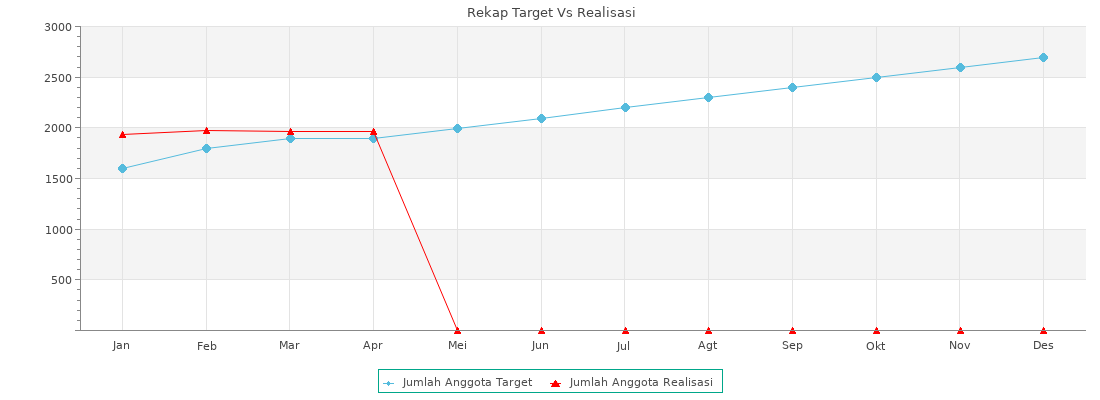 Rekap Target Vs Realisasi
3000
2500
2000
1500
1000
500
Jan Feb Mar Apr Mei Jun Jul Agt Sep Okt Nov Des
Jumlah Anggota Target Jumlah Anggota Realisasi